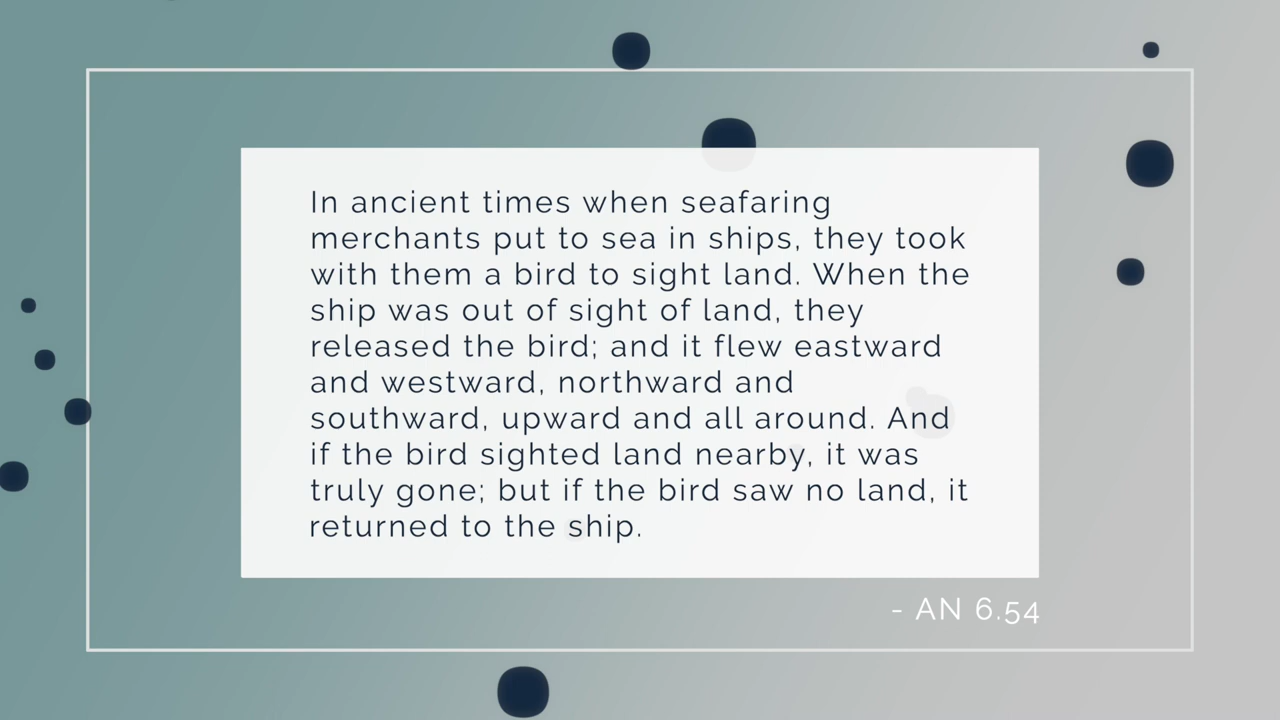 In ancient times when seafaring
merchants put to sea in ships, they took
with them a bird to sight land. When the
ship was out of sight of land, they
released the bird; and it flew eastward
and westward, northward and
southward, upward and all around. And
if the bird sighted land nearby, it was
truly gone; but if the bird saw no land, it
returned to the ship.
- AN 6.54